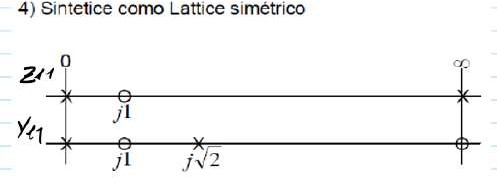 4) Sintetice como Lattice simétrico
0 ∞
Z11
j1
Y11
j1 j√2